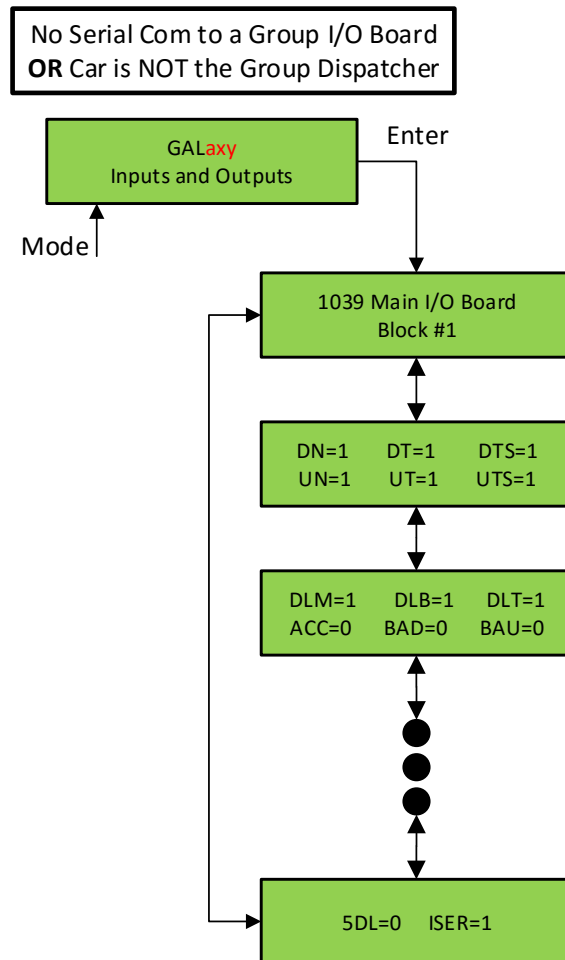 No Serial Com to a Group I/O Board
OR Car is NOT the Group Dispatcher
GALaxy
Inputs and Outputs
Enter
Mode
1039 Main I/O Board
Block #1
DN=1 DT=1 DTS=1
UN=1 UT=1 UTS=1
DLM=1 DLB=1 DLT=1
ACC=0 BAD=0 BAU=0
5DL=0 ISER=1